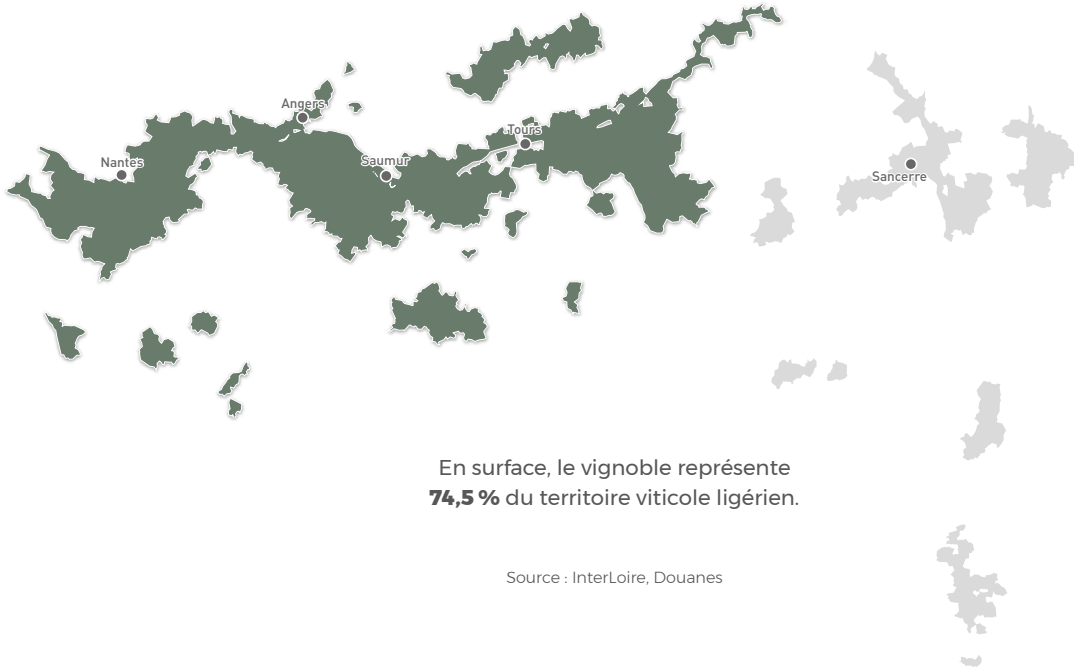 Angers
Tours
Nantes
Saumur
Sancerre
En surface, le vignoble représente
74,5 % du territoire viticole ligérien.
Source : InterLoire, Douanes